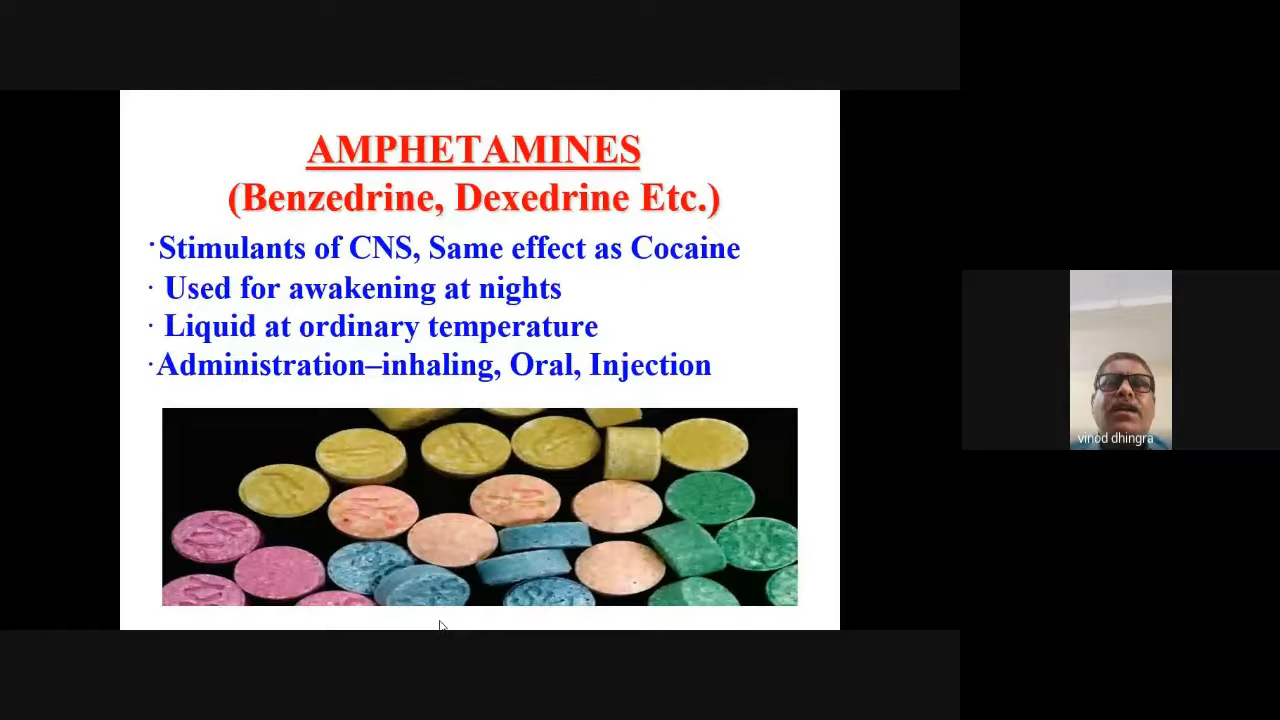 AMPHETAMINES
(Benzedrine, Dexedrine Etc.)
·Stimulants of CNS, Same effect as Cocaine
· Used for awakening at nights
· Liquid at ordinary temperature
·Administration–inhaling, Oral, Injection
vinod dhingra